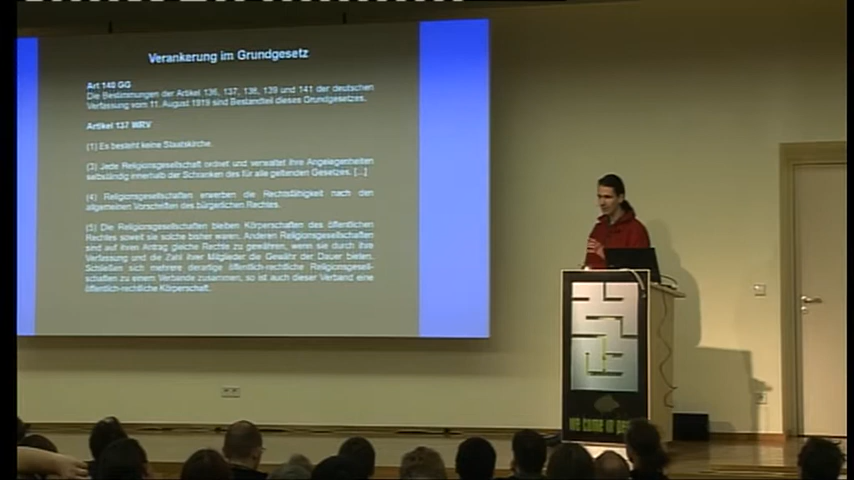 Verankerung im Grundgesetz
Art 140 GG
Die Bestimmungen der Artikel 136, 137, 138, 139 und 141 der deutschen
Verfassung vom 11. August 1919 sind Bestandteil dieses Grundgesetzes.
Artikel 137 WRV
(1) Es besteht keine Staatskirche.
(3) Jede Religionsgesellschaft ordnet und verwaltet ihre Angelegenheiten
selbständig innerhalb der Schranken des für alle geltenden Gesetzes. [...]
(4) Religionsgesellschaften erwerben die Rechtsfähigkeit nach den
allgemeinen Vorschriften des bürgerlichen Rechtes.
(5) Die Religionsgesellschaften bleiben Körperschaften des öffentlichen
Rechtes soweit sie solche bisher waren. Anderen Religionsgesellschaften
sind auf ihren Antrag gleiche Rechte zu gewähren, wenn sie durch ihre
Verfassung und die Zahl ihrer Mitglieder die Gewähr der Dauer bieten.
Schließen sich mehrere derartige öffentlich-rechtliche Religionsgesell-
schaften zu einem Verbande zusammen, so ist auch dieser Verband eine
öffentlich-rechtliche Körperschaft.